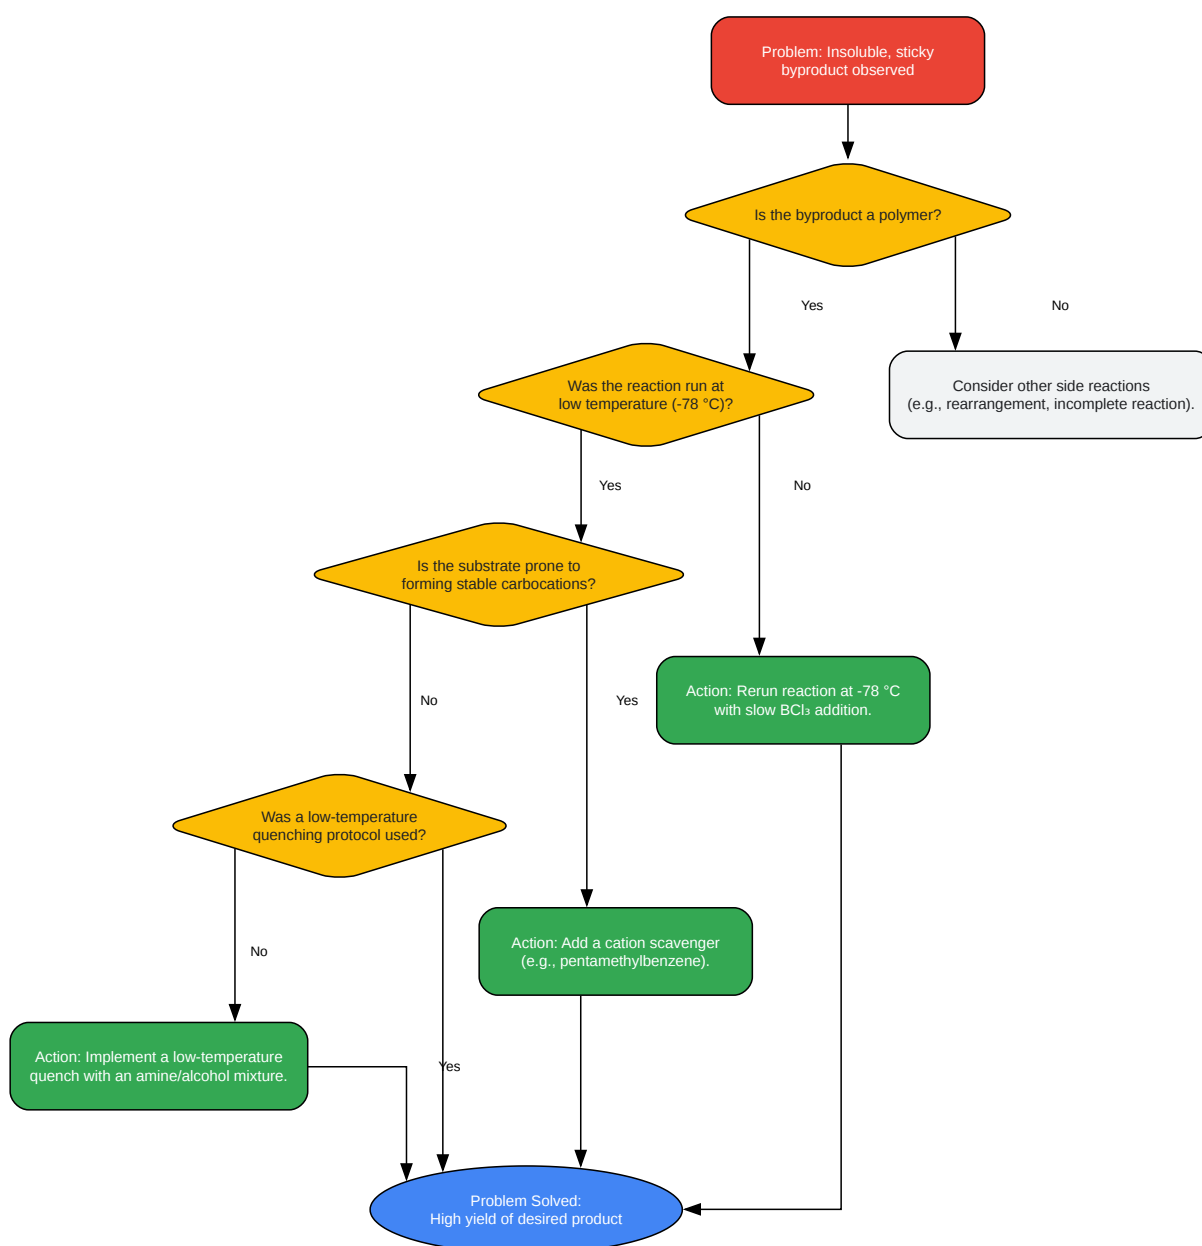 Problem: Insoluble, sticky
byproduct observed
Is the byproduct a polymer?
Yes
No
Was the reaction run at
low temperature (-78 °C)?
Consider other side reactions
(e.g., rearrangement, incomplete reaction).
Yes
No
Is the substrate prone to
forming stable carbocations?
No
Yes
Action: Rerun reaction at -78 °C
with slow BCl₃ addition.
Was a low-temperature
quenching protocol used?
No
Action: Add a cation scavenger
(e.g., pentamethylbenzene).
Action: Implement a low-temperature
quench with an amine/alcohol mixture.
Yes
Problem Solved:
High yield of desired product